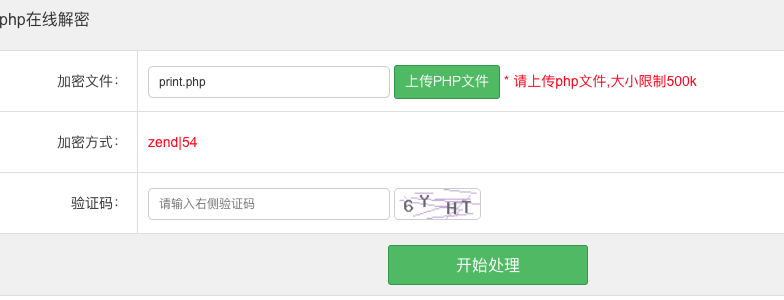 php在线解密
加密文件： print.php 上传PHP文件 * 请上传php文件,大小限制500k
加密方式： zend|54
验证码： 请输入右侧验证码 6YHT
开始处理